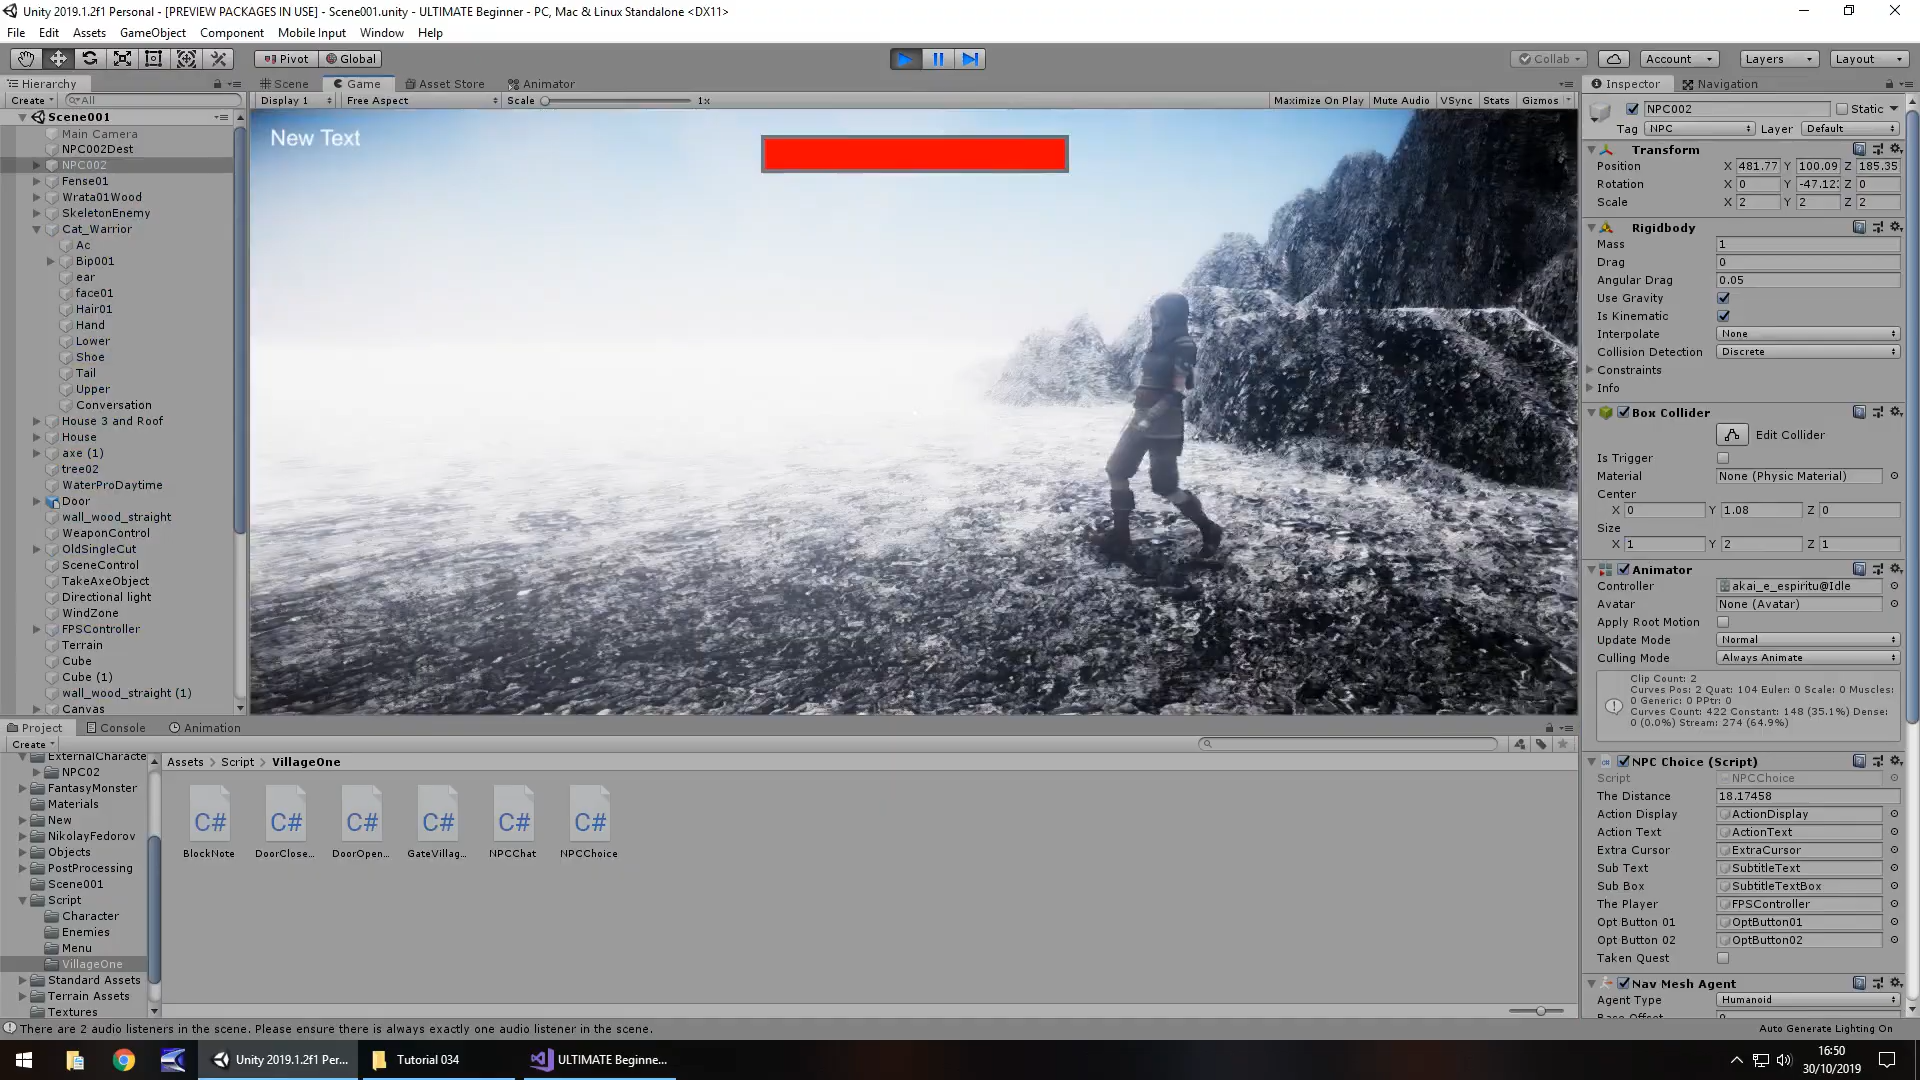 Unity 2019.1.2f1 Personal - [PREVIEW PACKAGES IN USE] - Scene001.unity - ULTIMATE Beginner - PC, Mac & Linux Standalone <DX11>
File Edit Assets GameObject Component Mobile Input Window Help
Pivot Global Collab Account Layers Layout
Hierarchy
Create All
Scene001
Main Camera
NPC002Dest
NPC002
Fense01
Wrata01Wood
SkeletonEnemy
Cat_Warrior
Ac
Bip001
ear
face01
Hair01
Hand
Lower
Shoe
Tail
Upper
Conversation
House 3 and Roof
House
axe (1)
tree02
WaterProDaytime
Door
wall_wood_straight
WeaponControl
OldSingleCut
SceneControl
TakeAxeObject
Directional light
WindZone
FPSController
Terrain
Cube
Cube (1)
wall_wood_straight (1)
Canvas
Scene Game Asset Store Animator
Display 1 Free Aspect Scale 1x Maximize On Play Mute Audio VSync Stats Gizmos
New Text
Inspector Navigation
NPC002 Static
Tag NPC Layer Default
Transform
Position X 481.77 Y 100.09 Z 185.35
Rotation X 0 Y -47.12 Z 0
Scale X 2 Y 2 Z 2
Rigidbody
Mass 1
Drag 0
Angular Drag 0.05
Use Gravity
Is Kinematic
Interpolate None
Collision Detection Discrete
Constraints
Info
Box Collider
Edit Collider
Is Trigger
Material None (Physic Material)
Center
X 0 Y 1.08 Z 0
Size
X 1 Y 2 Z 1
Animator
Controller akai_e_espiritu@Idle
Avatar None (Avatar)
Apply Root Motion
Update Mode Normal
Culling Mode Always Animate
Clip Count: 2
Curves Pos: 2 Quat: 104 Euler: 0 Scale: 0 Muscles:
0 Generic: 0 PPtr: 0
Curves Count: 422 Constant: 148 (35.1%) Dense:
0 (0.0%) Stream: 274 (64.9%)
NPC Choice (Script)
Script NPCChoice
The Distance 18.17458
Action Display ActionDisplay
Action Text ActionText
Extra Cursor ExtraCursor
Sub Text SubtitleText
Sub Box SubtitleTextBox
The Player FPSController
Opt Button 01 OptButton01
Opt Button 02 OptButton02
Taken Quest
Nav Mesh Agent
Agent Type Humanoid
Project Console Animation
Create
ExternalCharacte
NPC02
FantasyMonster
Materials
New
NikolayFedorov
Objects
PostProcessing
Scene001
Script
Character
Enemies
Menu
VillageOne
Standard Assets
Terrain Assets
Textures
Assets > Script > VillageOne
C# C# C# C# C# C#
BlockNote DoorClose... DoorOpen... GateVillag... NPCChat NPCChoice
There are 2 audio listeners in the scene. Please ensure there is always exactly one audio listener in the scene.
Auto Generate Lighting On
Unity 2019.1.2f1 Per... Tutorial 034 ULTIMATE Beginne...
16:50
30/10/2019